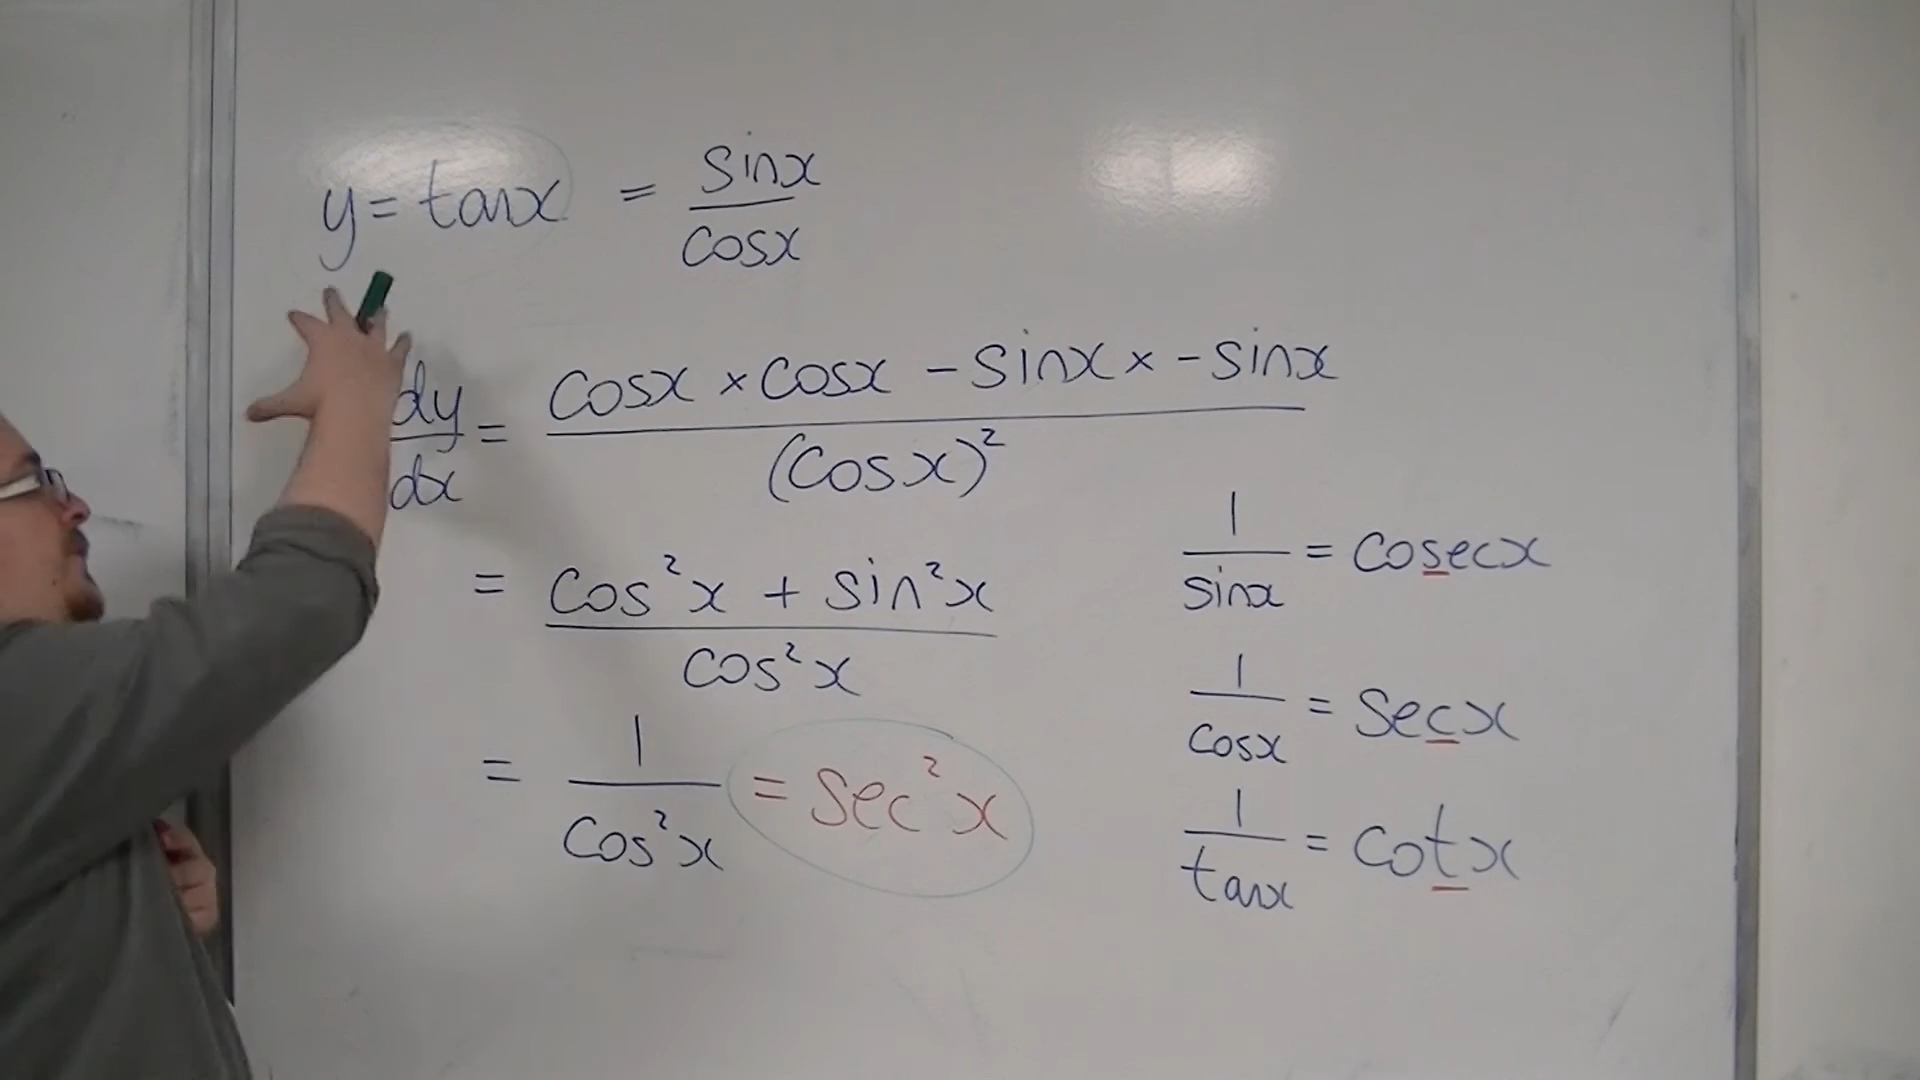 y = tanx = sinx / cosx
dy/dx = cosx × cosx - sinx × -sinx / (cosx)²
= cos²x + sin²x / cos²x
= 1 / cos²x = sec²x
1 / sinx = cosecx
1 / cosx = secx
1 / tanx = cotx